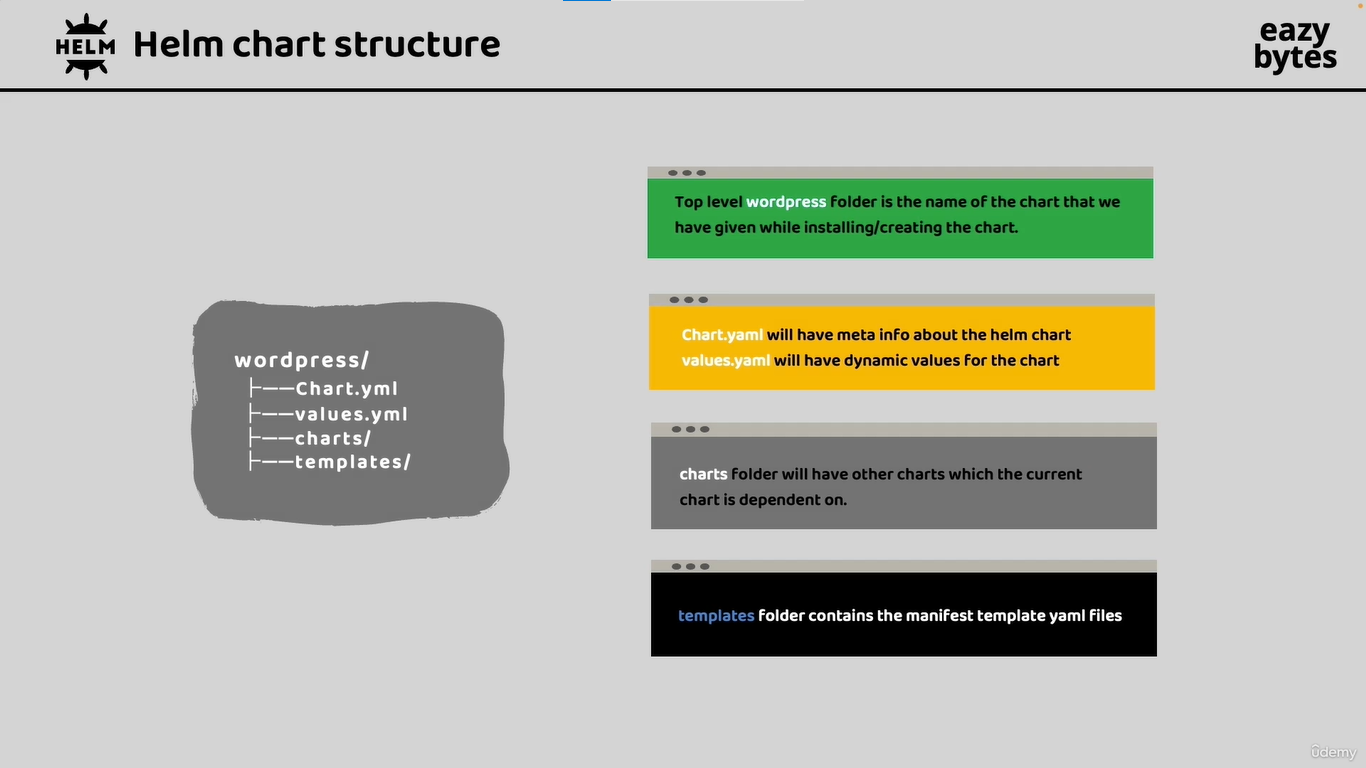 HELM
Helm chart structure
eazy
bytes
wordpress/
├──Chart.yml
├──values.yml
├──charts/
├──templates/
Top level wordpress folder is the name of the chart that we
have given while installing/creating the chart.
Chart.yaml will have meta info about the helm chart
values.yaml will have dynamic values for the chart
charts folder will have other charts which the current
chart is dependent on.
templates folder contains the manifest template yaml files
ûdemy